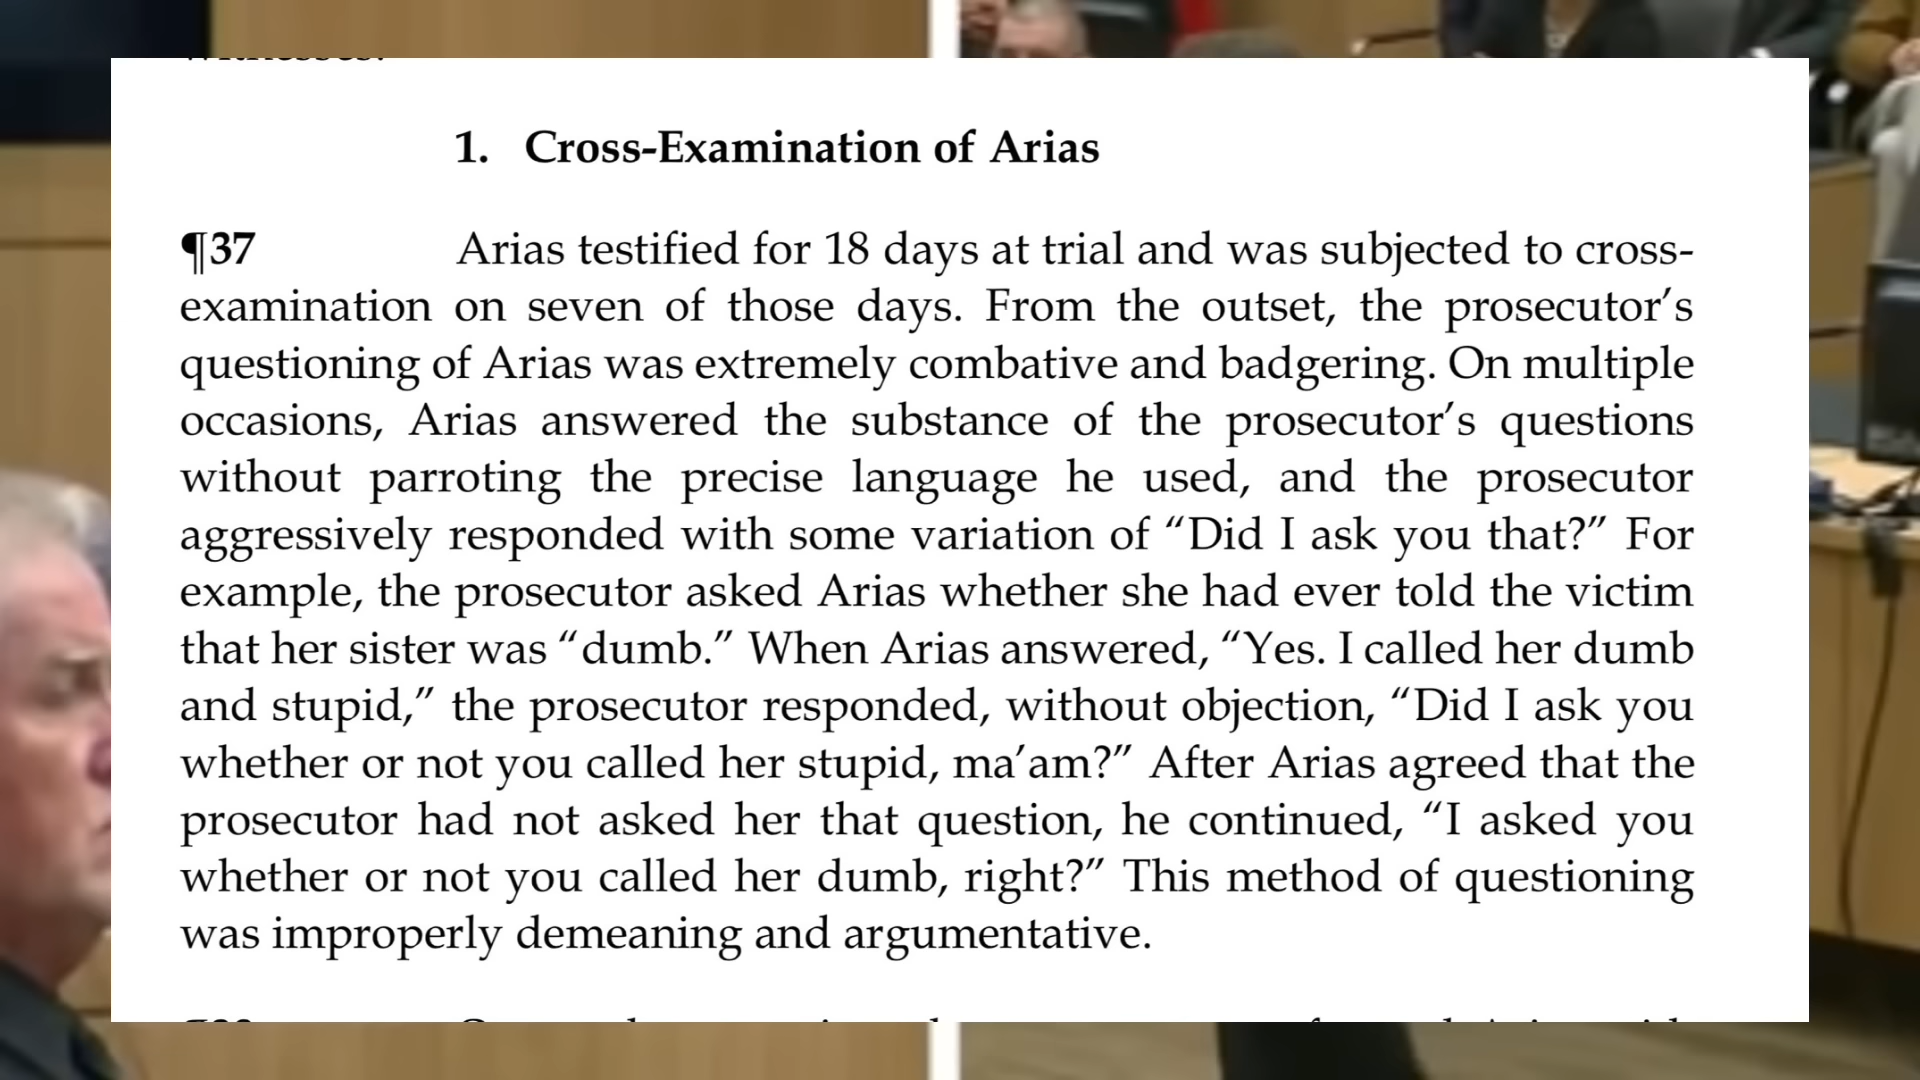 1. Cross-Examination of Arias
¶37 Arias testified for 18 days at trial and was subjected to cross-
examination on seven of those days. From the outset, the prosecutor’s
questioning of Arias was extremely combative and badgering. On multiple
occasions, Arias answered the substance of the prosecutor’s questions
without parroting the precise language he used, and the prosecutor
aggressively responded with some variation of “Did I ask you that?” For
example, the prosecutor asked Arias whether she had ever told the victim
that her sister was “dumb.” When Arias answered, “Yes. I called her dumb
and stupid,” the prosecutor responded, without objection, “Did I ask you
whether or not you called her stupid, ma’am?” After Arias agreed that the
prosecutor had not asked her that question, he continued, “I asked you
whether or not you called her dumb, right?” This method of questioning
was improperly demeaning and argumentative.